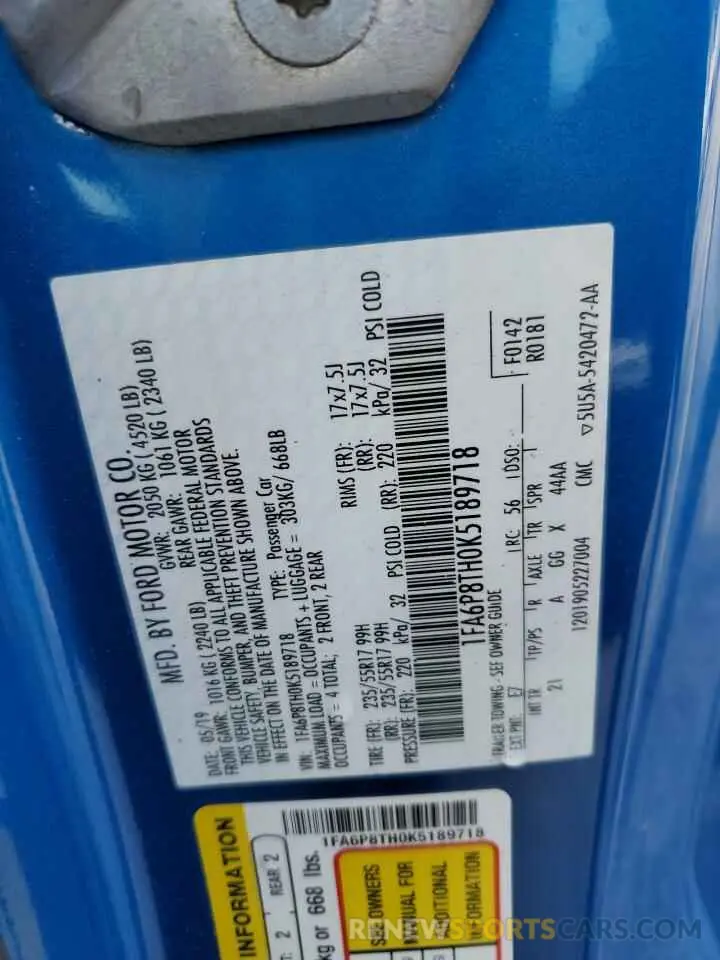 MFD. BY FORD MOTOR CO.
DATE: 05/19 GVWR: 2050 KG ( 4520 LB)
FRONT GAWR: 1016 KG ( 2240 LB) REAR GAWR: 1061 KG ( 2340 LB)
THIS VEHICLE CONFORMS TO ALL APPLICABLE FEDERAL MOTOR
VEHICLE SAFETY, BUMPER, AND THEFT PREVENTION STANDARDS
IN EFFECT ON THE DATE OF MANUFACTURE SHOWN ABOVE.
VIN: 1FA6P8TH0K5189718 TYPE: Passenger Car
MAXIMUM LOAD = OCCUPANTS + LUGGAGE = 303KG/ 668LB
OCCUPANTS = 4 TOTAL; 2 FRONT, 2 REAR
TIRE (FR): 235/55R17 99H RIMS (FR): 17x7.5J
(RR): 235/55R17 99H (RR): 17x7.5J
PRESSURE (FR): 220 kPa/ 32 PSI COLD (RR): 220 kPa/ 32 PSI COLD
1FA6P8TH0K5189718
TRAILER TOWING - SEE OWNER GUIDE
F0142
R0181
EXT PNT: E7 RC: 56 DSO:
INT TR TP/PS R AXLE TR SPR
21 A GG X 44AA
1201905227004 CMC ▽5U5A-5420472-AA
INFORMATION
T: 2 REAR 2
kg or 668 lbs.
1FA6P8TH0K5189718
SEE OWNERS
MANUAL FOR
ADDITIONAL
INFORMATION
RENEWSPORTSCARS.COM